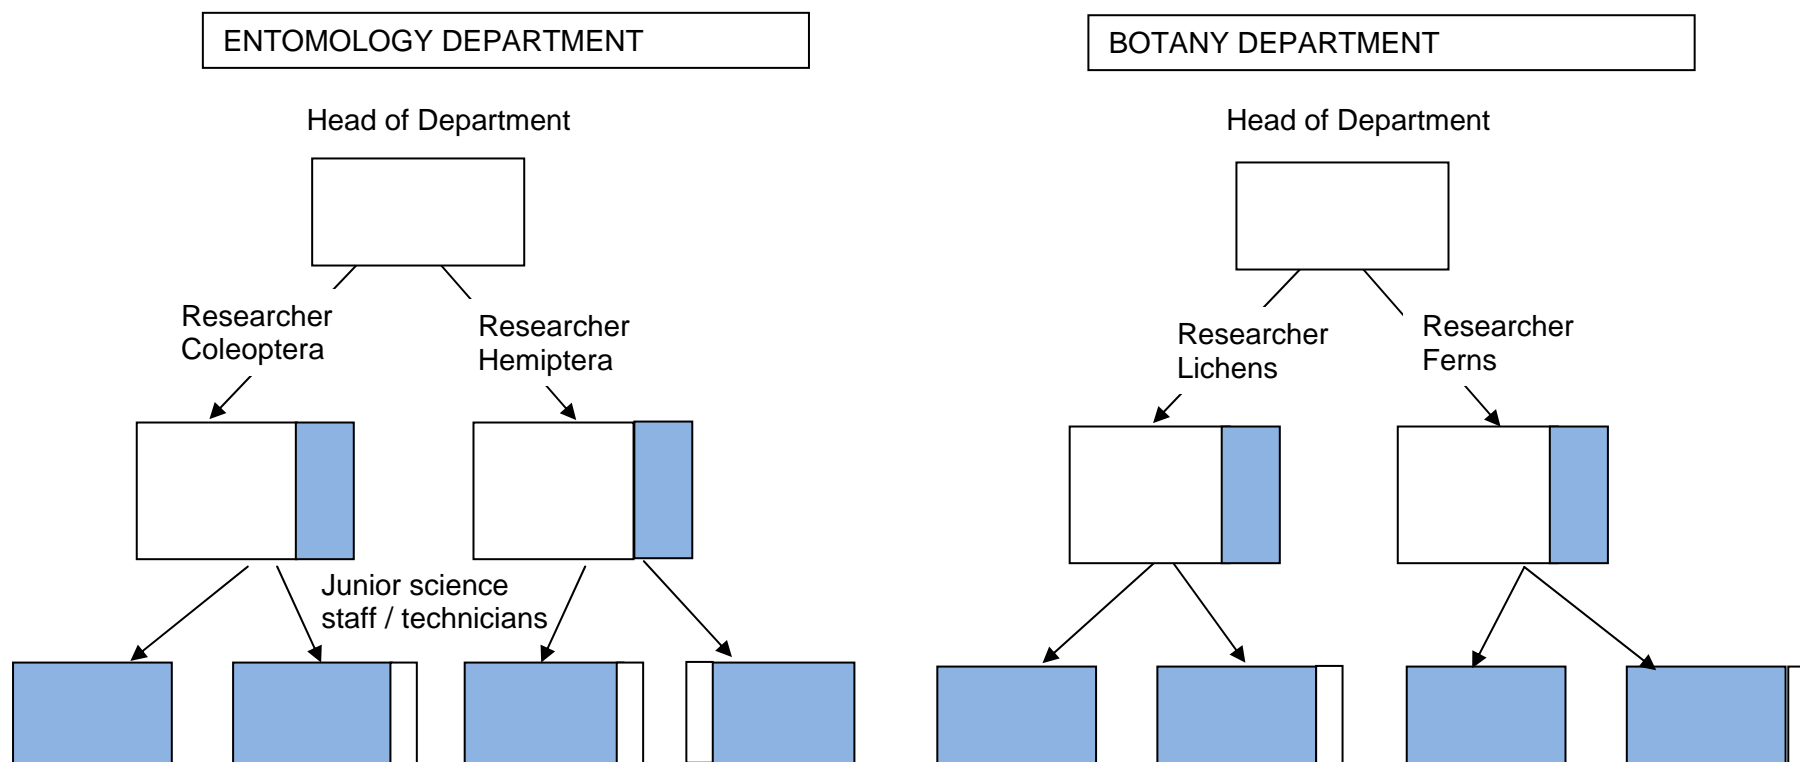 ENTOMOLOGY DEPARTMENT
Head of Department
Researcher
Coleoptera
Researcher
Hemiptera
Junior science
staff / technicians
BOTANY DEPARTMENT
Head of Department
Researcher
Lichens
Researcher
Ferns